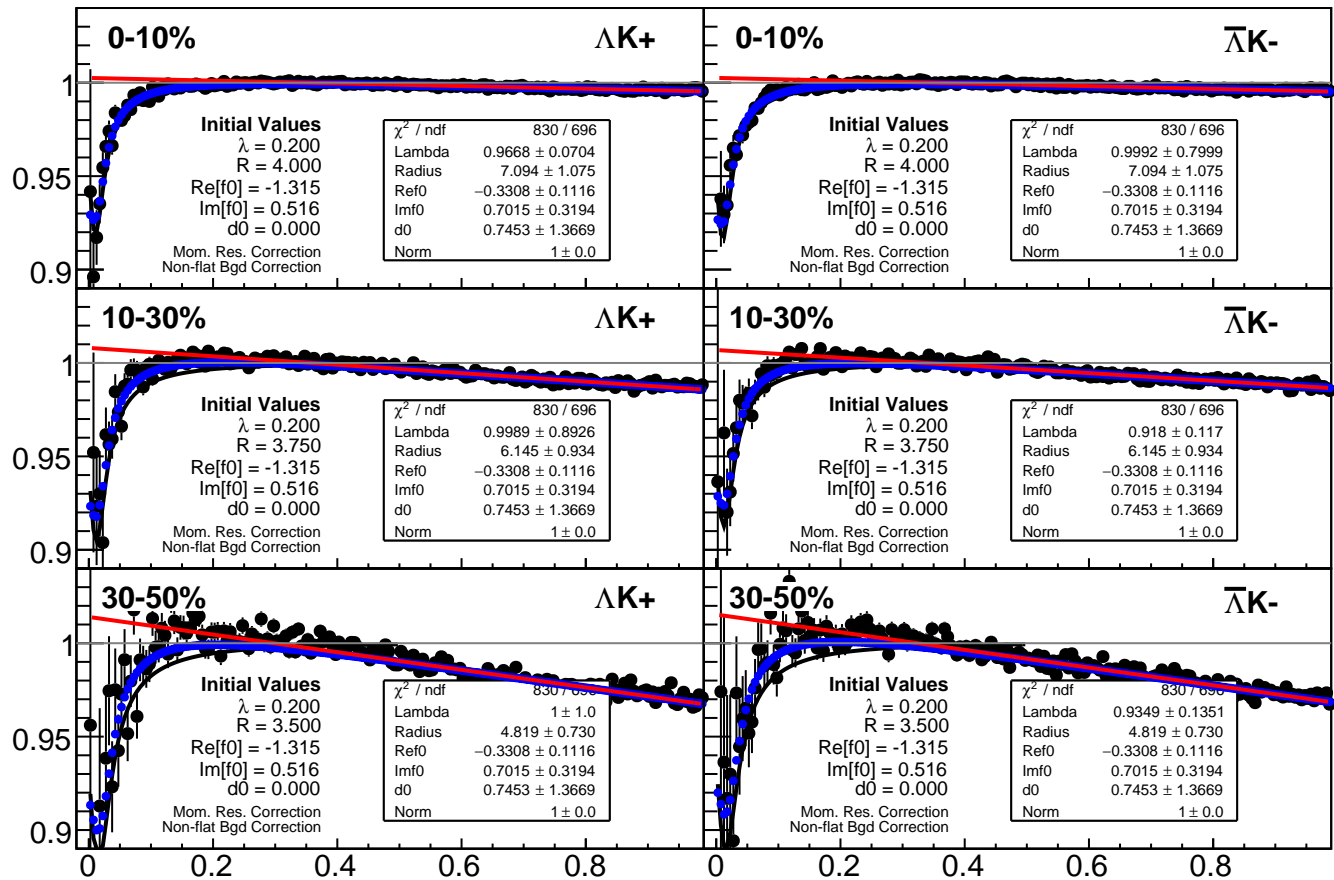 0-10%
ΛK+
1
0.95
0.9
Initial Values
λ = 0.200
R = 4.000
Re[f0] = -1.315
Im[f0] = 0.516
d0 = 0.000
Mom. Res. Correction
Non-flat Bgd Correction
χ² / ndf 830 / 696
Lambda 0.9668 ± 0.0704
Radius 7.094 ± 1.075
Ref0 −0.3308 ± 0.1116
Imf0 0.7015 ± 0.3194
d0 0.7453 ± 1.3669
Norm 1 ± 0.0
0-10%
Λ̅K-
Initial Values
λ = 0.200
R = 4.000
Re[f0] = -1.315
Im[f0] = 0.516
d0 = 0.000
Mom. Res. Correction
Non-flat Bgd Correction
χ² / ndf 830 / 696
Lambda 0.9992 ± 0.7999
Radius 7.094 ± 1.075
Ref0 −0.3308 ± 0.1116
Imf0 0.7015 ± 0.3194
d0 0.7453 ± 1.3669
Norm 1 ± 0.0
10-30%
ΛK+
1
0.95
0.9
Initial Values
λ = 0.200
R = 3.750
Re[f0] = -1.315
Im[f0] = 0.516
d0 = 0.000
Mom. Res. Correction
Non-flat Bgd Correction
χ² / ndf 830 / 696
Lambda 0.9989 ± 0.8926
Radius 6.145 ± 0.934
Ref0 −0.3308 ± 0.1116
Imf0 0.7015 ± 0.3194
d0 0.7453 ± 1.3669
Norm 1 ± 0.0
10-30%
Λ̅K-
Initial Values
λ = 0.200
R = 3.750
Re[f0] = -1.315
Im[f0] = 0.516
d0 = 0.000
Mom. Res. Correction
Non-flat Bgd Correction
χ² / ndf 830 / 696
Lambda 0.918 ± 0.117
Radius 6.145 ± 0.934
Ref0 −0.3308 ± 0.1116
Imf0 0.7015 ± 0.3194
d0 0.7453 ± 1.3669
Norm 1 ± 0.0
30-50%
ΛK+
1
0.95
0.9
Initial Values
λ = 0.200
R = 3.500
Re[f0] = -1.315
Im[f0] = 0.516
d0 = 0.000
Mom. Res. Correction
Non-flat Bgd Correction
χ² / ndf 830 / 696
Lambda 1 ± 1.0
Radius 4.819 ± 0.730
Ref0 −0.3308 ± 0.1116
Imf0 0.7015 ± 0.3194
d0 0.7453 ± 1.3669
Norm 1 ± 0.0
30-50%
Λ̅K-
Initial Values
λ = 0.200
R = 3.500
Re[f0] = -1.315
Im[f0] = 0.516
d0 = 0.000
Mom. Res. Correction
Non-flat Bgd Correction
χ² / ndf 830 / 696
Lambda 0.9349 ± 0.1351
Radius 4.819 ± 0.730
Ref0 −0.3308 ± 0.1116
Imf0 0.7015 ± 0.3194
d0 0.7453 ± 1.3669
Norm 1 ± 0.0
0 0.2 0.4 0.6 0.8 0 0.2 0.4 0.6 0.8